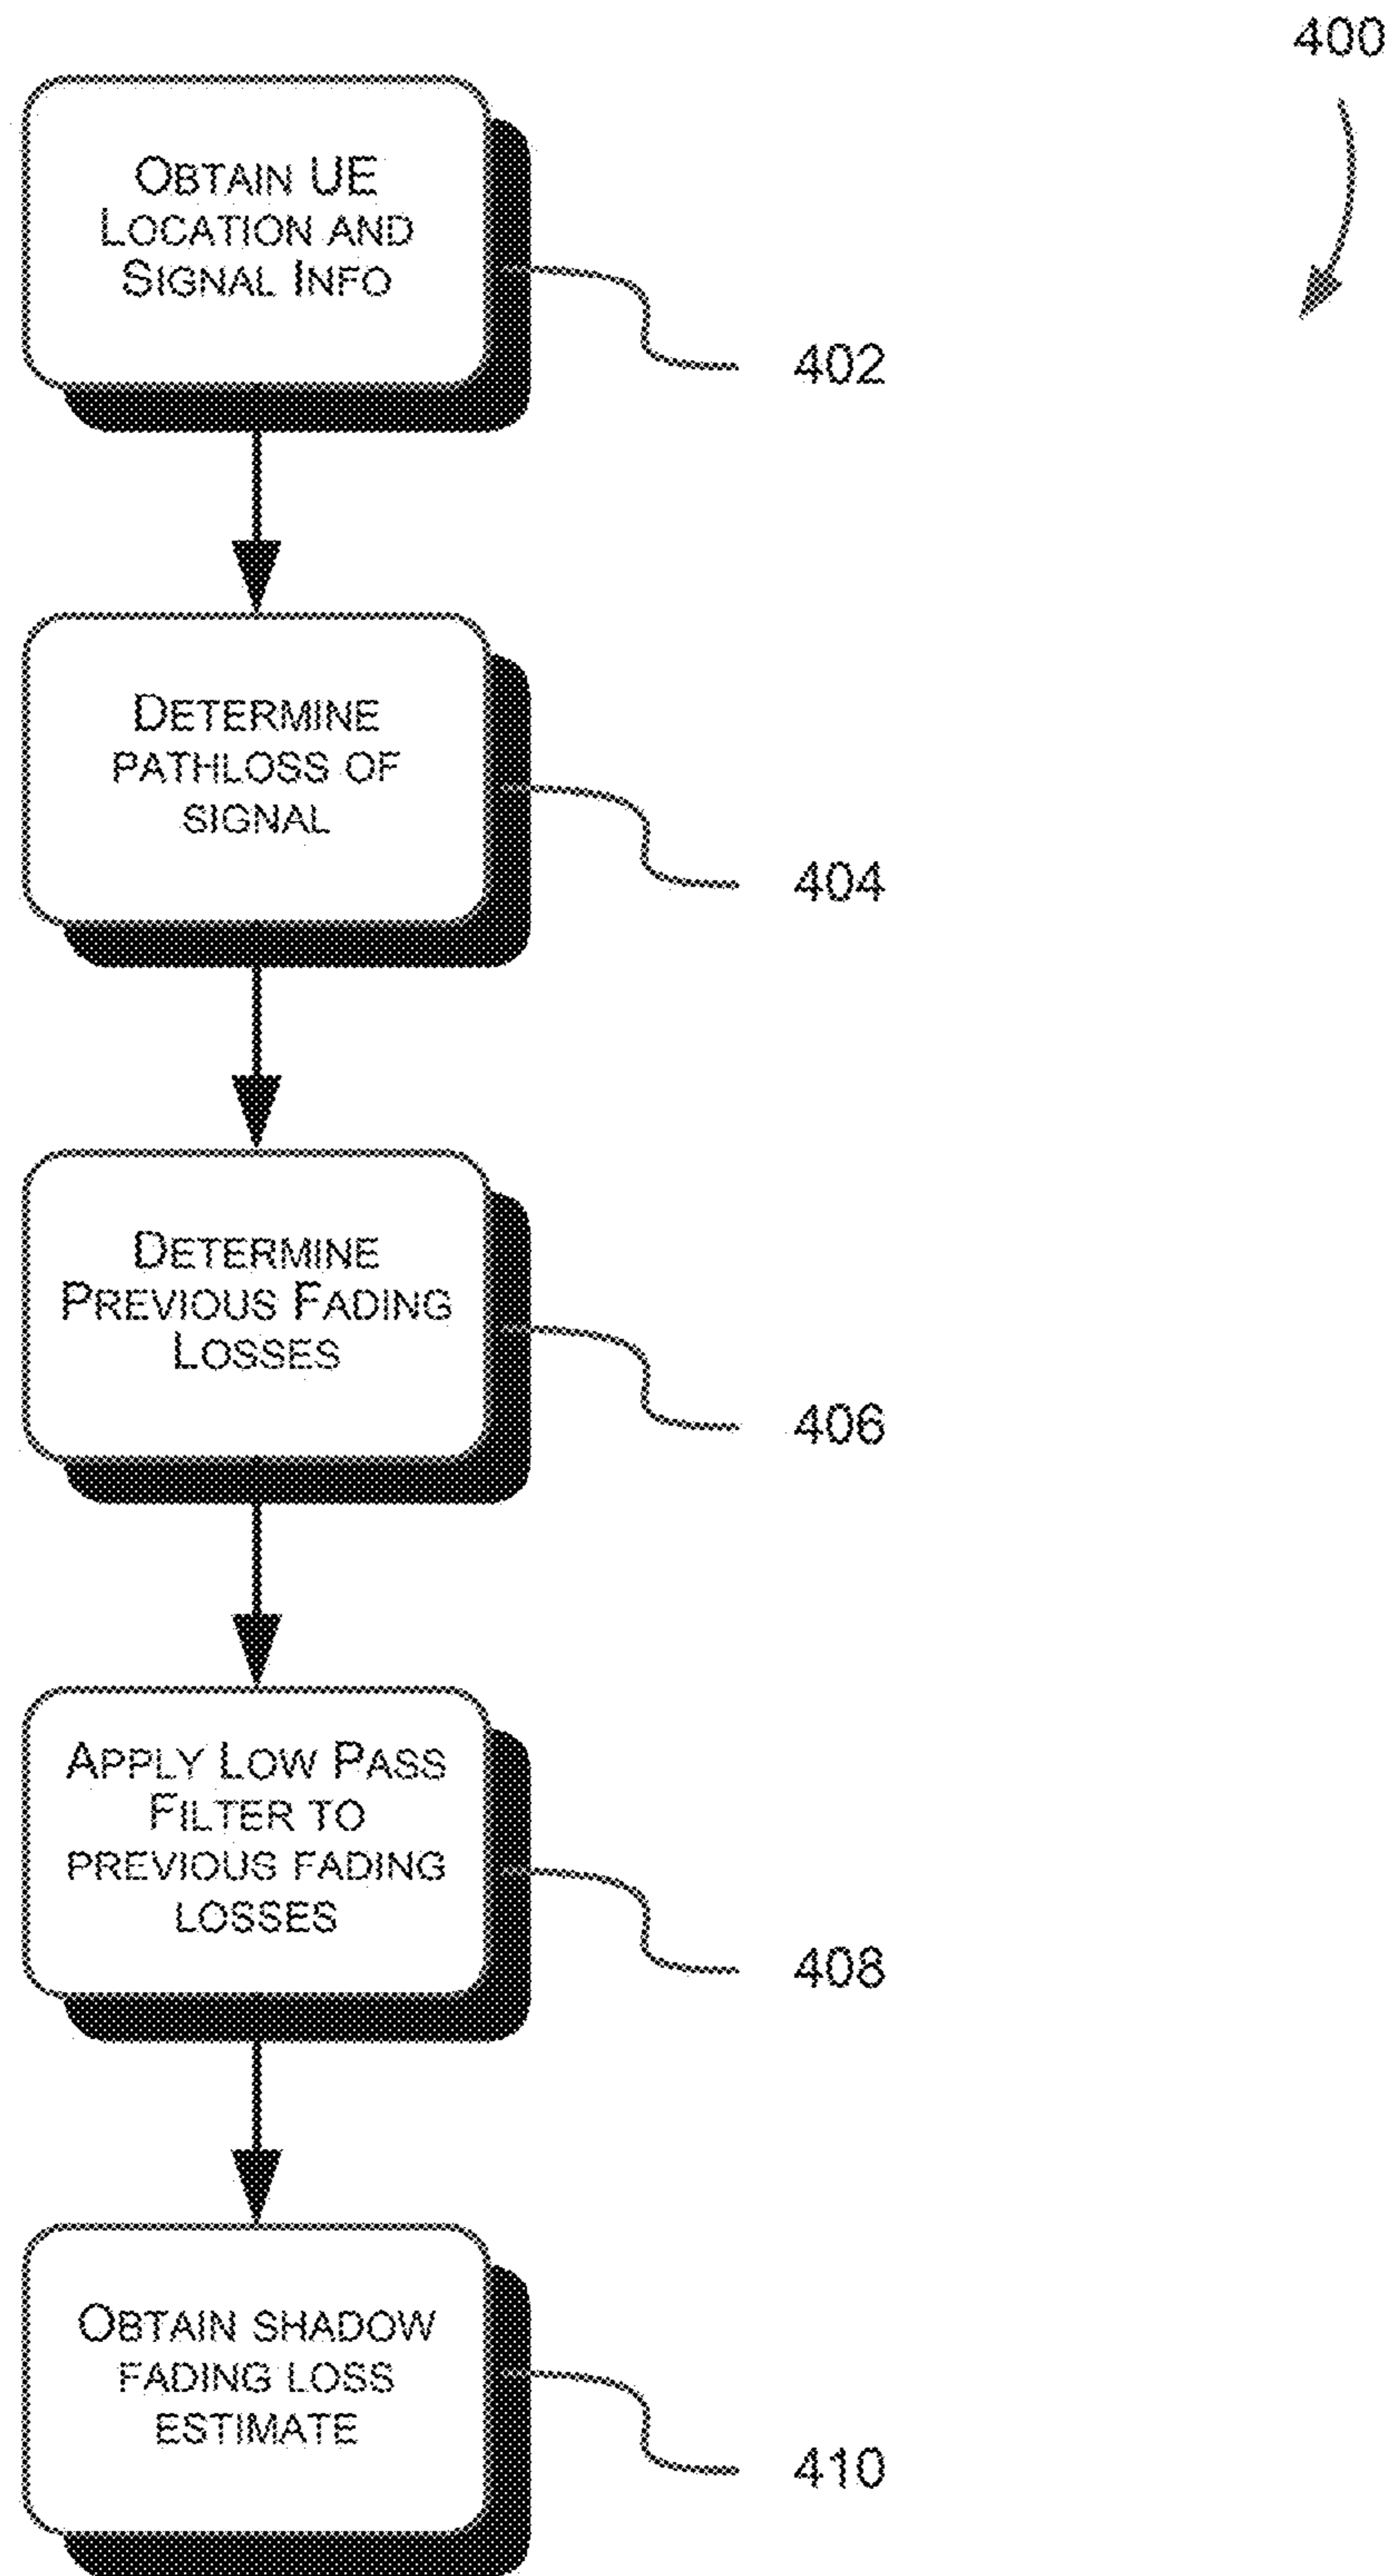 400
OBTAIN UE
LOCATION AND
SIGNAL INFO
402
DETERMINE
PATHLOSS OF
SIGNAL
404
DETERMINE
PREVIOUS FADING
LOSSES
406
APPLY LOW PASS
FILTER TO
PREVIOUS FADING
LOSSES
408
OBTAIN SHADOW
FADING LOSS
ESTIMATE
410